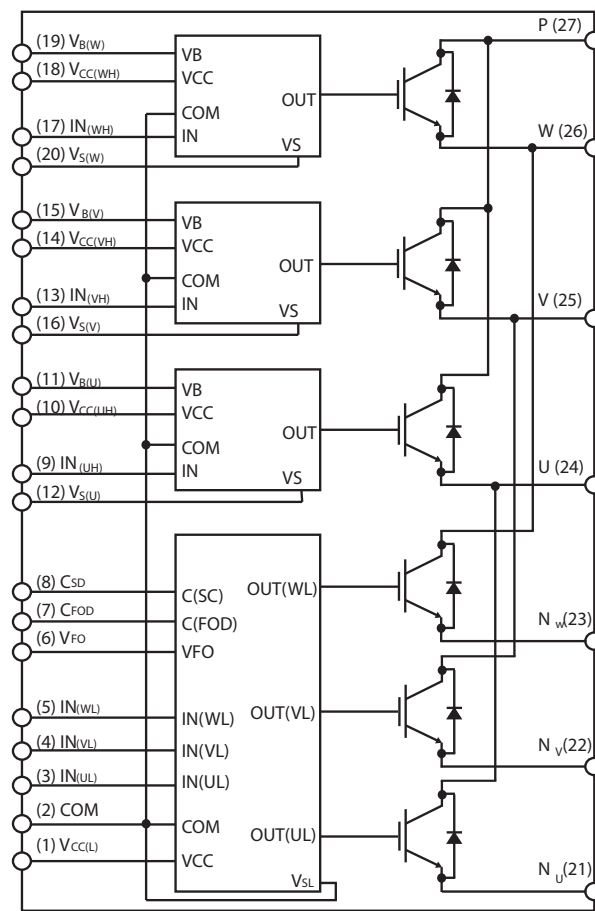 (19) VB(W)
(18) VCC(WH)
(17) IN(WH)
(20) VS(W)
VB
VCC
COM
IN
OUT
VS
P (27)
W (26)
(15) VB(V)
(14) VCC(VH)
(13) IN(VH)
(16) VS(V)
VB
VCC
COM
IN
OUT
VS
V (25)
(11) VB(U)
(10) VCC(UH)
(9) IN (UH)
(12) VS(U)
VB
VCC
COM
IN
OUT
VS
U (24)
(8) CSD
(7) CFOD
(6) VFO
(5) IN(WL)
(4) IN(VL)
(3) IN(UL)
(2) COM
(1) VCC(L)
C(SC)
C(FOD)
VFO
IN(WL)
IN(VL)
IN(UL)
COM
VCC
OUT(WL)
OUT(VL)
OUT(UL)
VSL
N W(23)
N V(22)
N U(21)